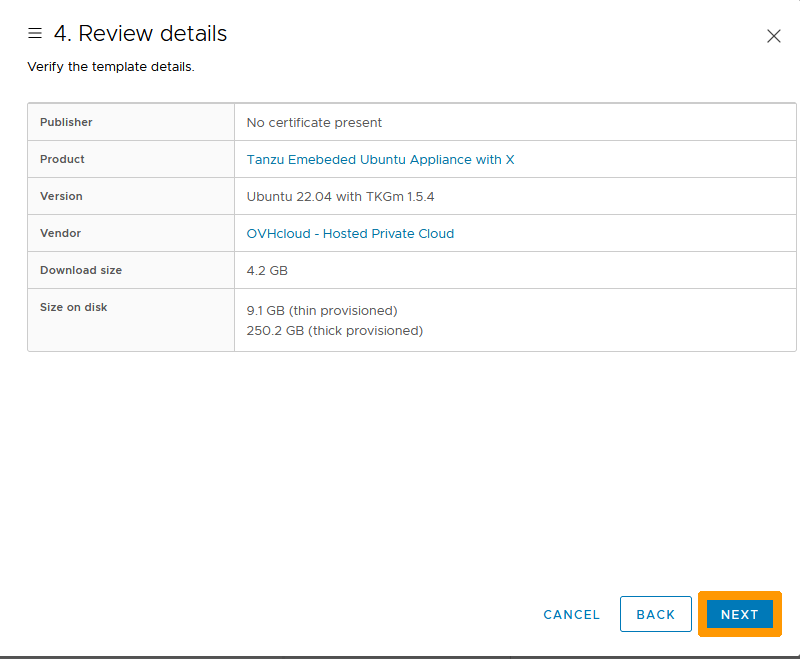 4. Review details
Verify the template details.
Publisher No certificate present
Product Tanzu Emebeded Ubuntu Appliance with X
Version Ubuntu 22.04 with TKGm 1.5.4
Vendor OVHcloud - Hosted Private Cloud
Download size 4.2 GB
Size on disk 9.1 GB (thin provisioned)
250.2 GB (thick provisioned)
CANCEL BACK NEXT